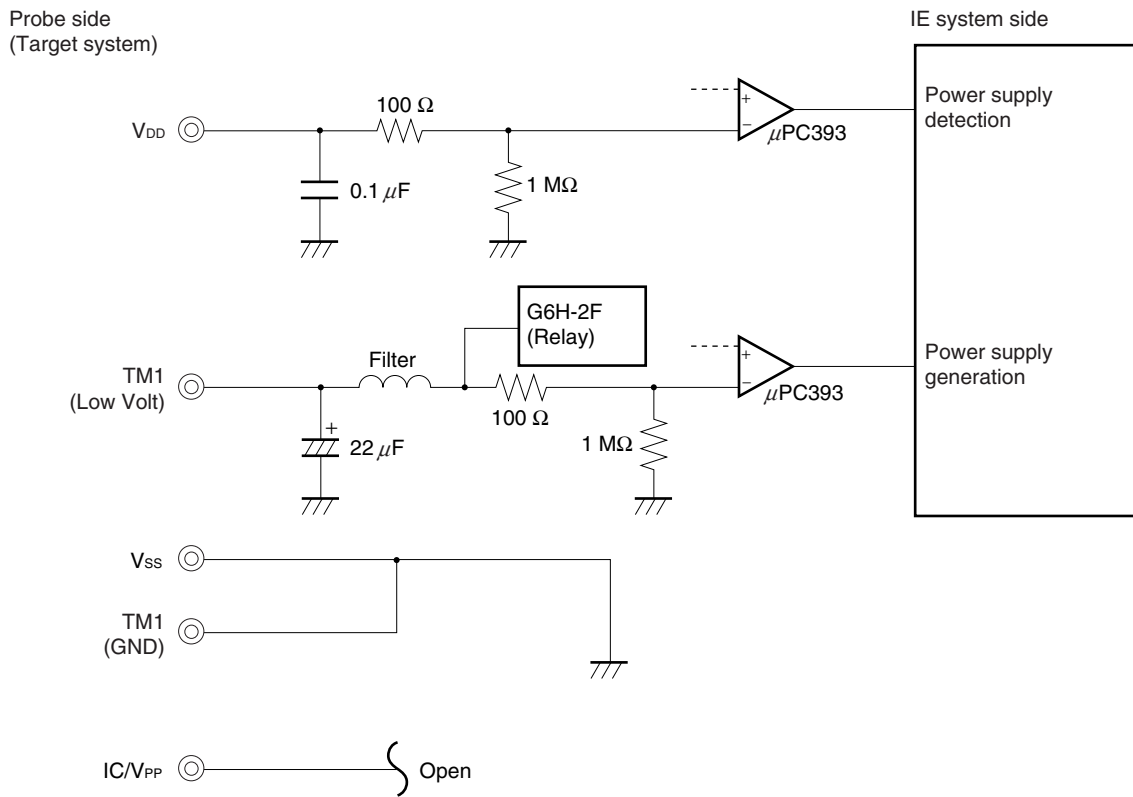 Probe side
(Target system)
IE system side
VDD
100 Ω
0.1 μF
1 MΩ
+
−
μPC393
Power supply
detection
TM1
(Low Volt)
+
22 μF
Filter
G6H-2F
(Relay)
100 Ω
1 MΩ
+
−
μPC393
Power supply
generation
VSS
TM1
(GND)
IC/VPP
Open